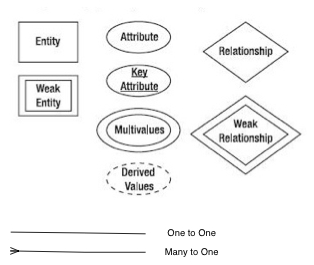 Entity
Attribute
Relationship
Weak
Entity
Key
Attribute
Multivalues
Weak
Relationship
Derived
Values
One to One
Many to One